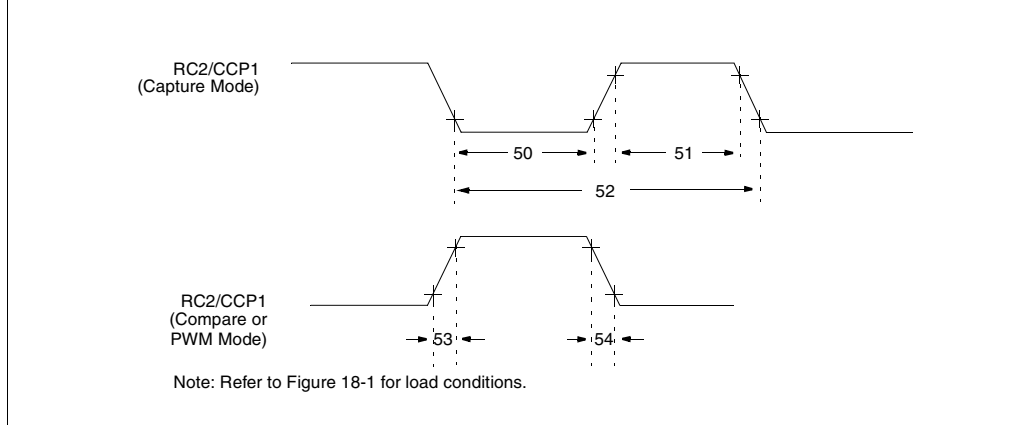 RC2/CCP1
(Capture Mode)
50
51
52
RC2/CCP1
(Compare or
PWM Mode)
53
54
Note: Refer to Figure 18-1 for load conditions.